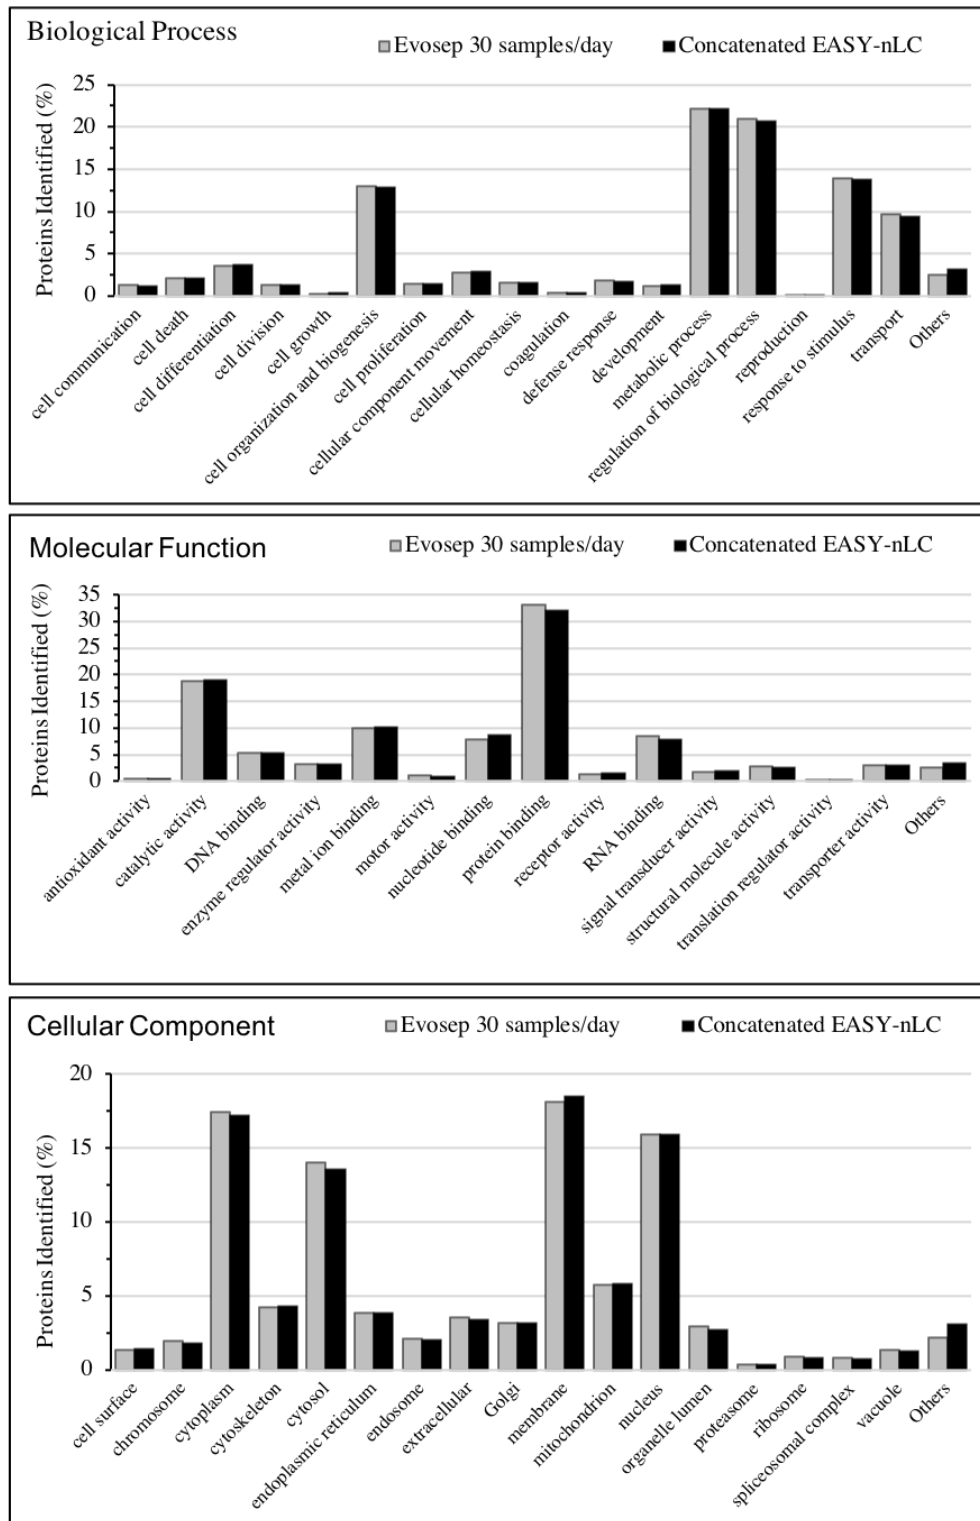 Biological Process
Evosep 30 samples/day
Concatenated EASY-nLC
Proteins Identified (%)
25
20
15
10
5
0
cell communication
cell death
cell differentiation
cell division
cell growth
cell organization and biogenesis
cell proliferation
cellular component movement
cellular homeostasis
coagulation
defense response
development
metabolic process
regulation of biological process
reproduction
response to stimulus
transport
Others
Molecular Function
Evosep 30 samples/day
Concatenated EASY-nLC
Proteins Identified (%)
35
30
25
20
15
10
5
0
antioxidant activity
catalytic activity
DNA binding
enzyme regulator activity
metal ion binding
motor activity
nucleotide binding
protein binding
receptor activity
RNA binding
signal transducer activity
structural molecule activity
translation regulator activity
transporter activity
Others
Cellular Component
Evosep 30 samples/day
Concatenated EASY-nLC
Proteins Identified (%)
20
15
10
5
0
cell surface
chromosome
cytoplasm
cytoskeleton
cytosol
endoplasmic reticulum
endosome
extracellular
Golgi
membrane
mitochondrion
nucleus
organelle lumen
proteasome
ribosome
spliceosomal complex
vacuole
Others